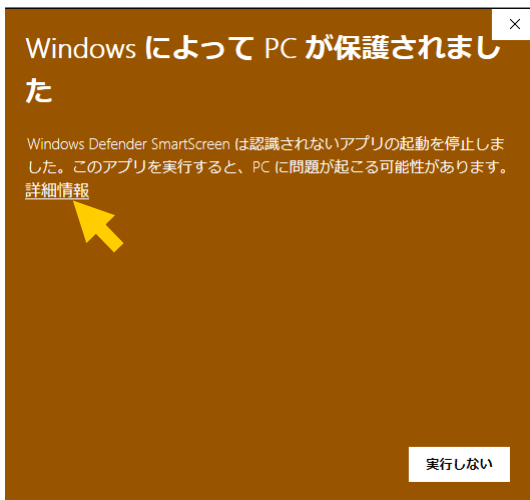 Windows によって PC が保護されまし
た
Windows Defender SmartScreen は認識されないアプリの起動を停止しま
した。このアプリを実行すると、PC に問題が起こる可能性があります。
詳細情報
実行しない